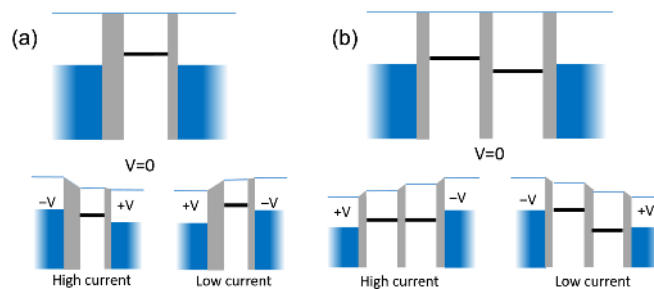 (a)
(b)
V=0
V=0
−V
+V
+V
−V
+V
−V
−V
+V
High current
Low current
High current
Low current